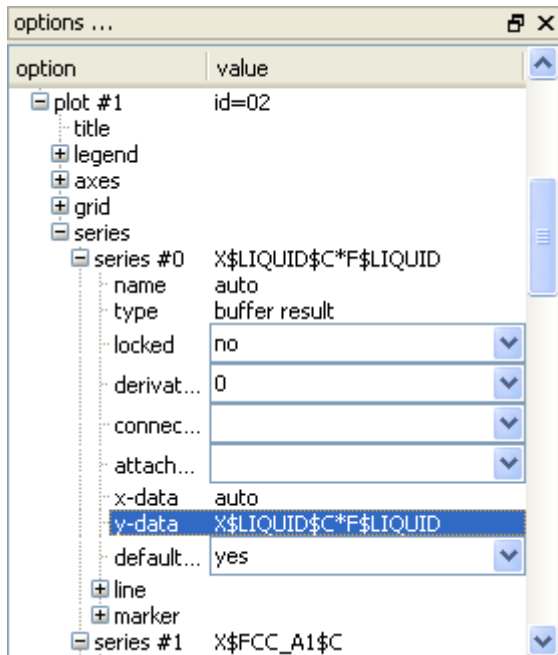 options ...
option value
plot #1 id=02
title
legend
axes
grid
series
series #0 X$LIQUID$C*F$LIQUID
name auto
type buffer result
locked no
derivat... 0
connec...
attach...
x-data auto
y-data X$LIQUID$C*F$LIQUID
default... yes
line
marker
series #1 X$FCC_A1$C